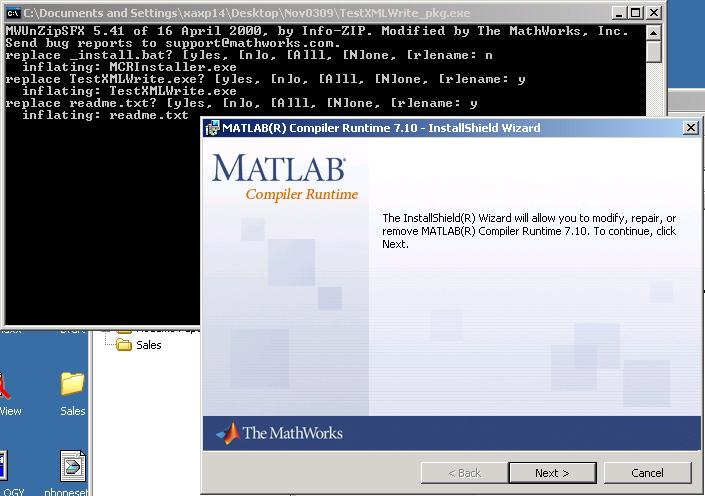 C:\Documents and Settings\xaxp14\Desktop\Nov0309\TestXMLWrite_pkg.exe
MWUnZipSFX 5.41 of 16 April 2000, by Info-ZIP. Modified by The MathWorks, Inc.
Send bug reports to support@mathworks.com.
replace _install.bat? [y]es, [n]o, [A]ll, [N]one, [r]ename: n
inflating: MCRInstaller.exe
replace TestXMLWrite.exe? [y]es, [n]o, [A]ll, [N]one, [r]ename: y
inflating: TestXMLWrite.exe
replace readme.txt? [y]es, [n]o, [A]ll, [N]one, [r]ename: y
inflating: readme.txt
MATLAB(R) Compiler Runtime 7.10 - InstallShield Wizard
MATLAB®
Compiler Runtime
The InstallShield(R) Wizard will allow you to modify, repair, or
remove MATLAB(R) Compiler Runtime 7.10. To continue, click
Next.
The MathWorks
< Back
Next >
Cancel
Sales
View
Sales
OGY
phoneset